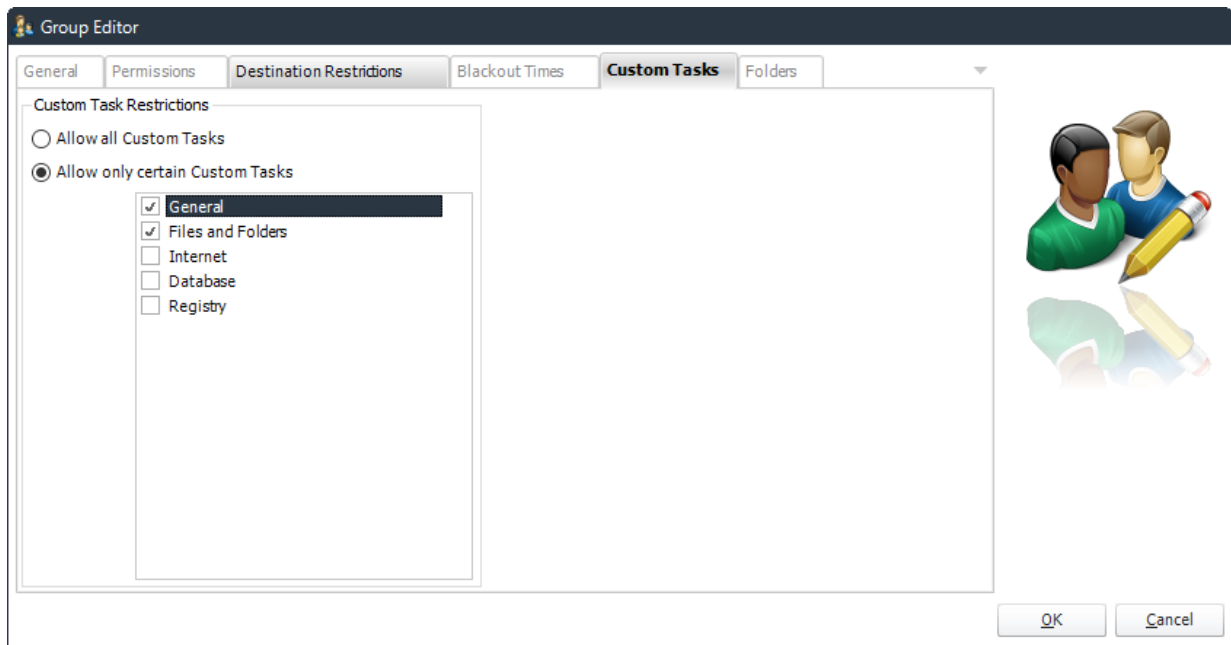 Group Editor
General Permissions Destination Restrictions Blackout Times Custom Tasks Folders
Custom Task Restrictions
Allow all Custom Tasks
Allow only certain Custom Tasks
General
Files and Folders
Internet
Database
Registry
OK Cancel